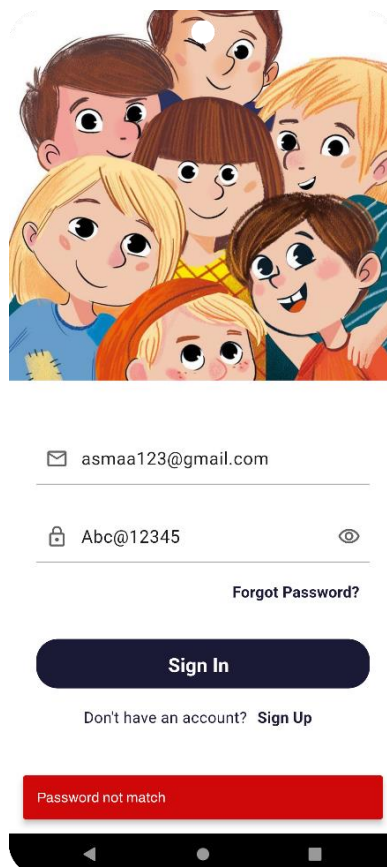 asmaa123@gmail.com
Abc@12345
Forgot Password?
Sign In
Don't have an account? Sign Up
Password not match